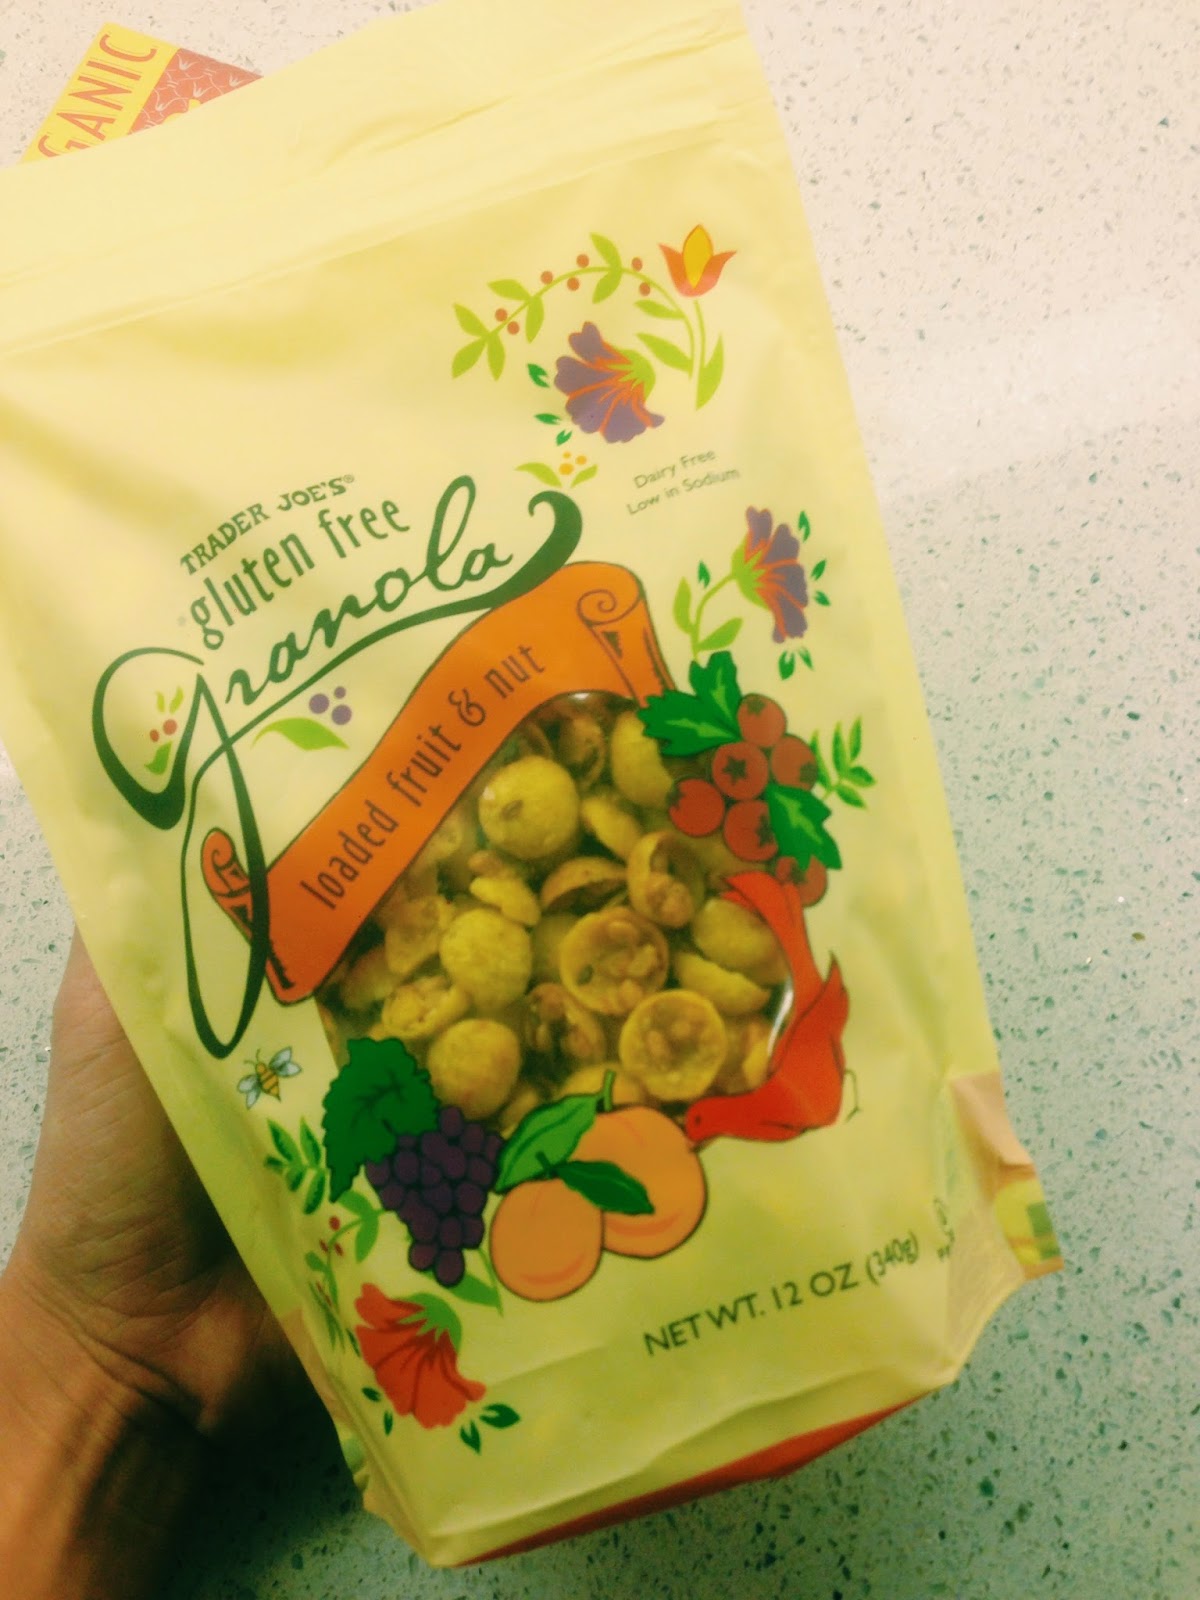 GANIC
TRADER JOE'S®
gluten free
granola
Dairy Free
Low in Sodium
loaded fruit & nut
NET WT. 12 OZ (340g)